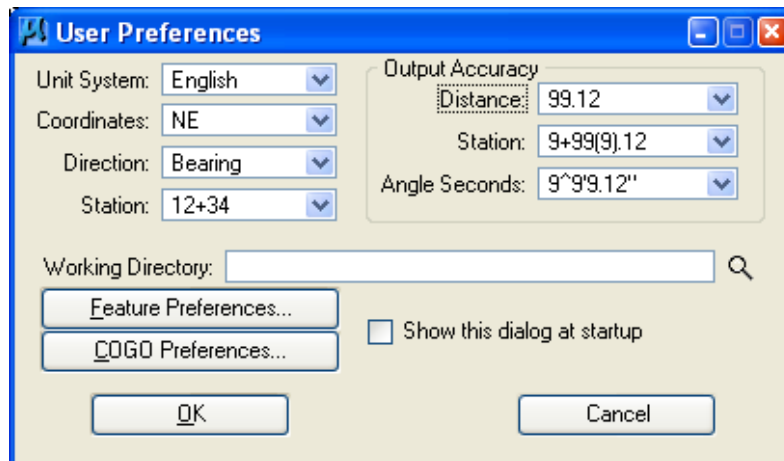 User Preferences
Unit System: English
Coordinates: NE
Direction: Bearing
Station: 12+34
Output Accuracy
Distance: 99.12
Station: 9+99(9).12
Angle Seconds: 9^9'9.12"
Working Directory:
Feature Preferences...
COGO Preferences...
Show this dialog at startup
OK
Cancel